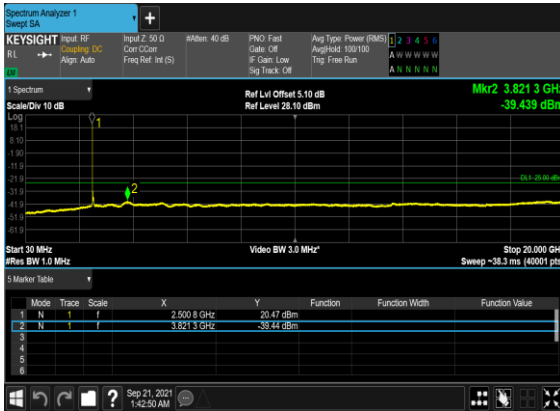 Spectrum Analyzer 1
Swept SA
+
KEYSIGHT Input: RF Input Z: 50 Ω #Atten: 40 dB PNO: Fast Avg Type: Power (RMS) 1 2 3 4 5 6
RL Coupling: DC Corr CCorr Gate: Off Avg|Hold: 100/100 A W W W W W
Align: Auto Freq Ref: Int (S) IF Gain: Low Trig: Free Run
Sig Track: Off A N N N N N
1 Spectrum Ref Lvl Offset 5.10 dB Mkr2 3.821 3 GHz
Scale/Div 10 dB Ref Level 28.10 dBm -39.439 dBm
Log
1
18.1
8.10
-1.90
-11.9
-21.9
DL1 -25.00 dBm
-31.9
2
-41.9
-51.9
-61.9
Start 30 MHz Video BW 3.0 MHz* Stop 20.000 GHz
#Res BW 1.0 MHz Sweep ~38.3 ms (40001 pts)
5 Marker Table
Mode Trace Scale X Y Function Function Width Function Value
1 N 1 f 2.500 8 GHz 20.47 dBm
2 N 1 f 3.821 3 GHz -39.44 dBm
3
4
5
6
? Sep 21, 2021
1:42:50 AM